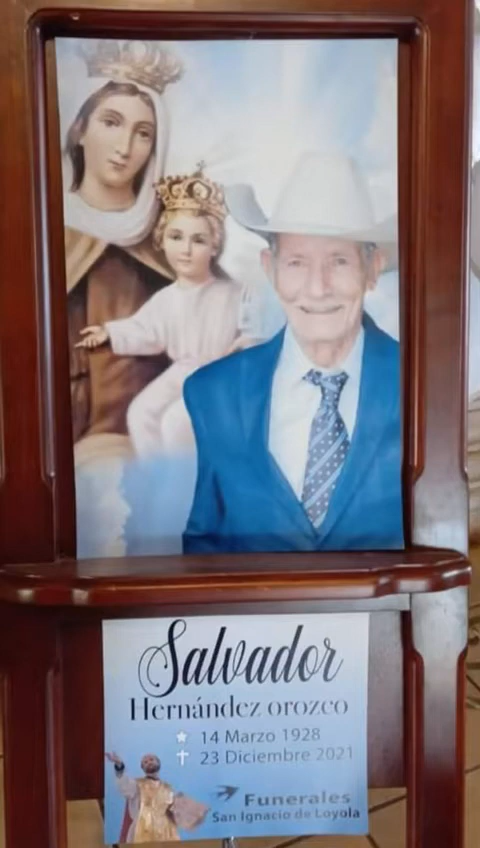 Salvador
Hernández orozco
14 Marzo 1928
23 Diciembre 2021
Funerales
San Ignacio de Loyola